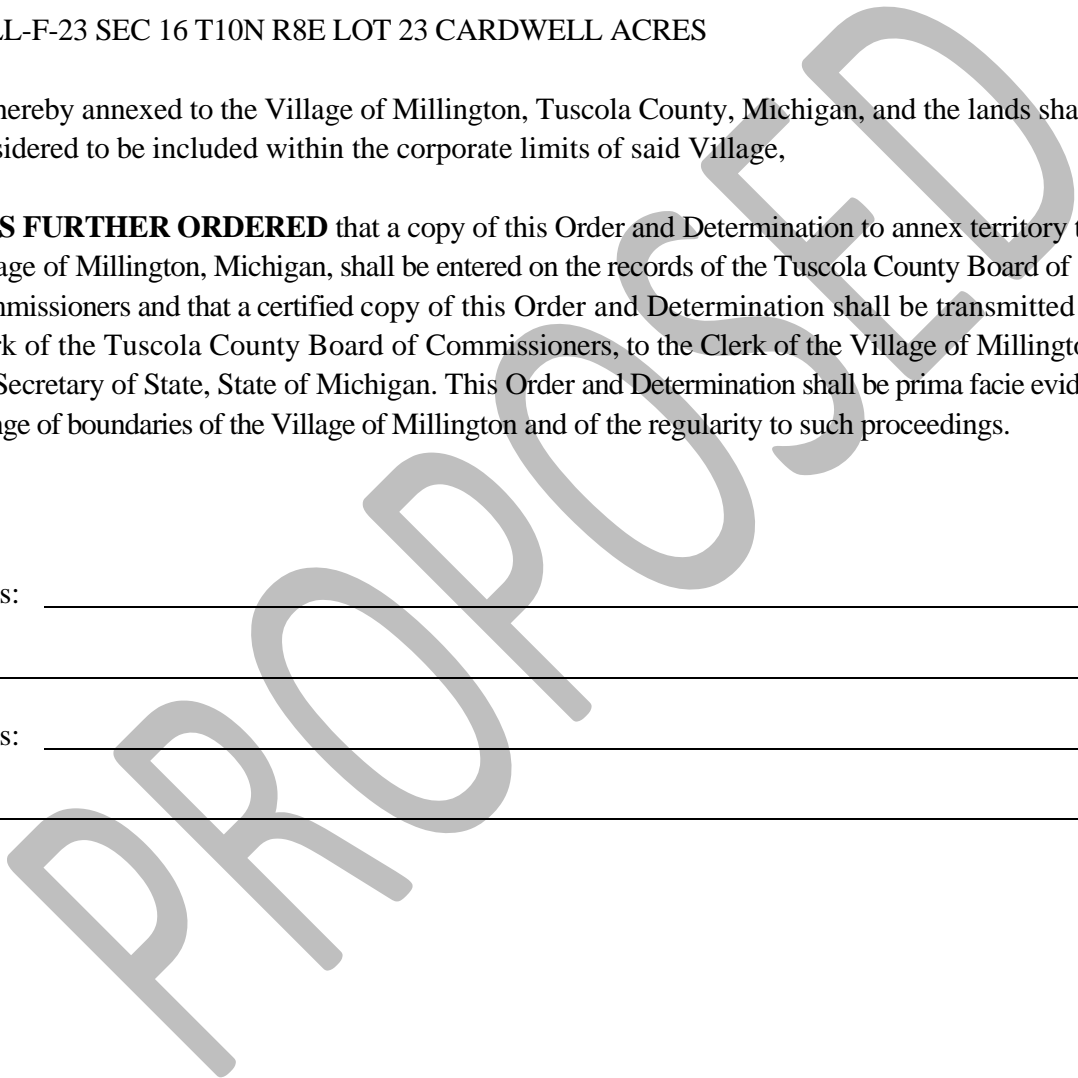 LL-F-23 SEC 16 T10N R8E LOT 23 CARDWELL ACRES
hereby annexed to the Village of Millington, Tuscola County, Michigan, and the lands sha
sidered to be included within the corporate limits of said Village,
S FURTHER ORDERED that a copy of this Order and Determination to annex territory t
age of Millington, Michigan, shall be entered on the records of the Tuscola County Board of
mmissioners and that a certified copy of this Order and Determination shall be transmitted
rk of the Tuscola County Board of Commissioners, to the Clerk of the Village of Millingto
Secretary of State, State of Michigan. This Order and Determination shall be prima facie evid
nge of boundaries of the Village of Millington and of the regularity to such proceedings.
s:
s:
PROPOSED